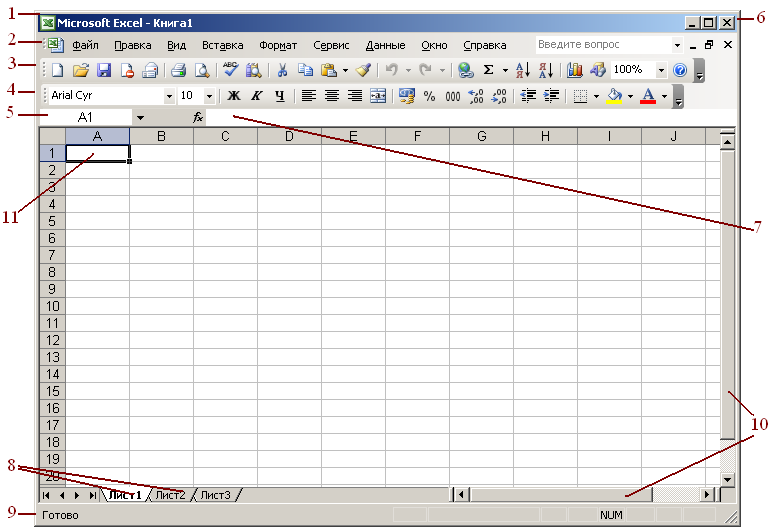 1 Microsoft Excel - Книга1 6
2 Файл Правка Вид Вставка Формат Сервис Данные Окно Справка Введите вопрос
3 ABC Σ А Я Я А 100% ?
4 Arial Cyr 10 Ж К Ч % 000 ,00 ,0 А
5 A1 fx
A B C D E F G H I J
1
2
3
4
11 5 7
6
7
8
9
10
11
12
13
14
15
16
17 10
18
19
8 20
Лист1 Лист2 Лист3
9 Готово NUM